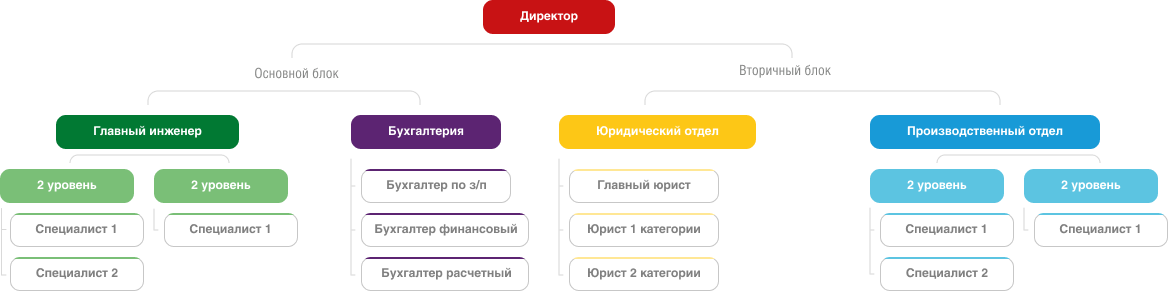 Директор
Основной блок
Вторичный блок
Главный инженер
Бухгалтерия
Юридический отдел
Производственный отдел
2 уровень
2 уровень
Бухгалтер по з/п
Главный юрист
2 уровень
2 уровень
Специалист 1
Специалист 1
Бухгалтер финансовый
Юрист 1 категории
Специалист 1
Специалист 1
Специалист 2
Бухгалтер расчетный
Юрист 2 категории
Специалист 2